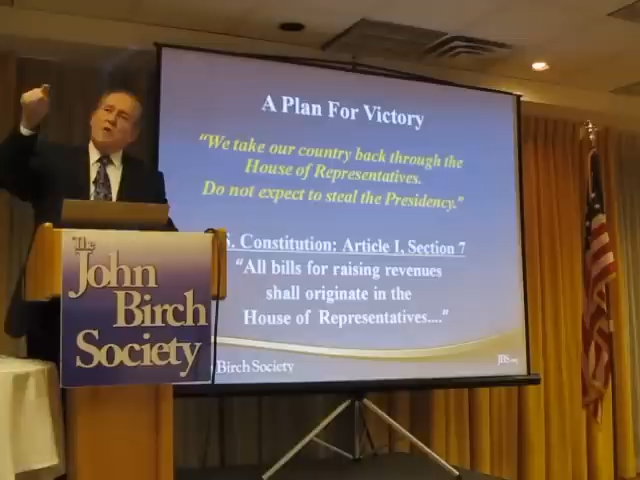 A Plan For Victory
"We take our country back through the
House of Representatives.
Do not expect to steal the Presidency."
S. Constitution: Article I, Section 7
"All bills for raising revenues
shall originate in the
House of Representatives...."
Birch Society
JBS.org
The
John
Birch
Society